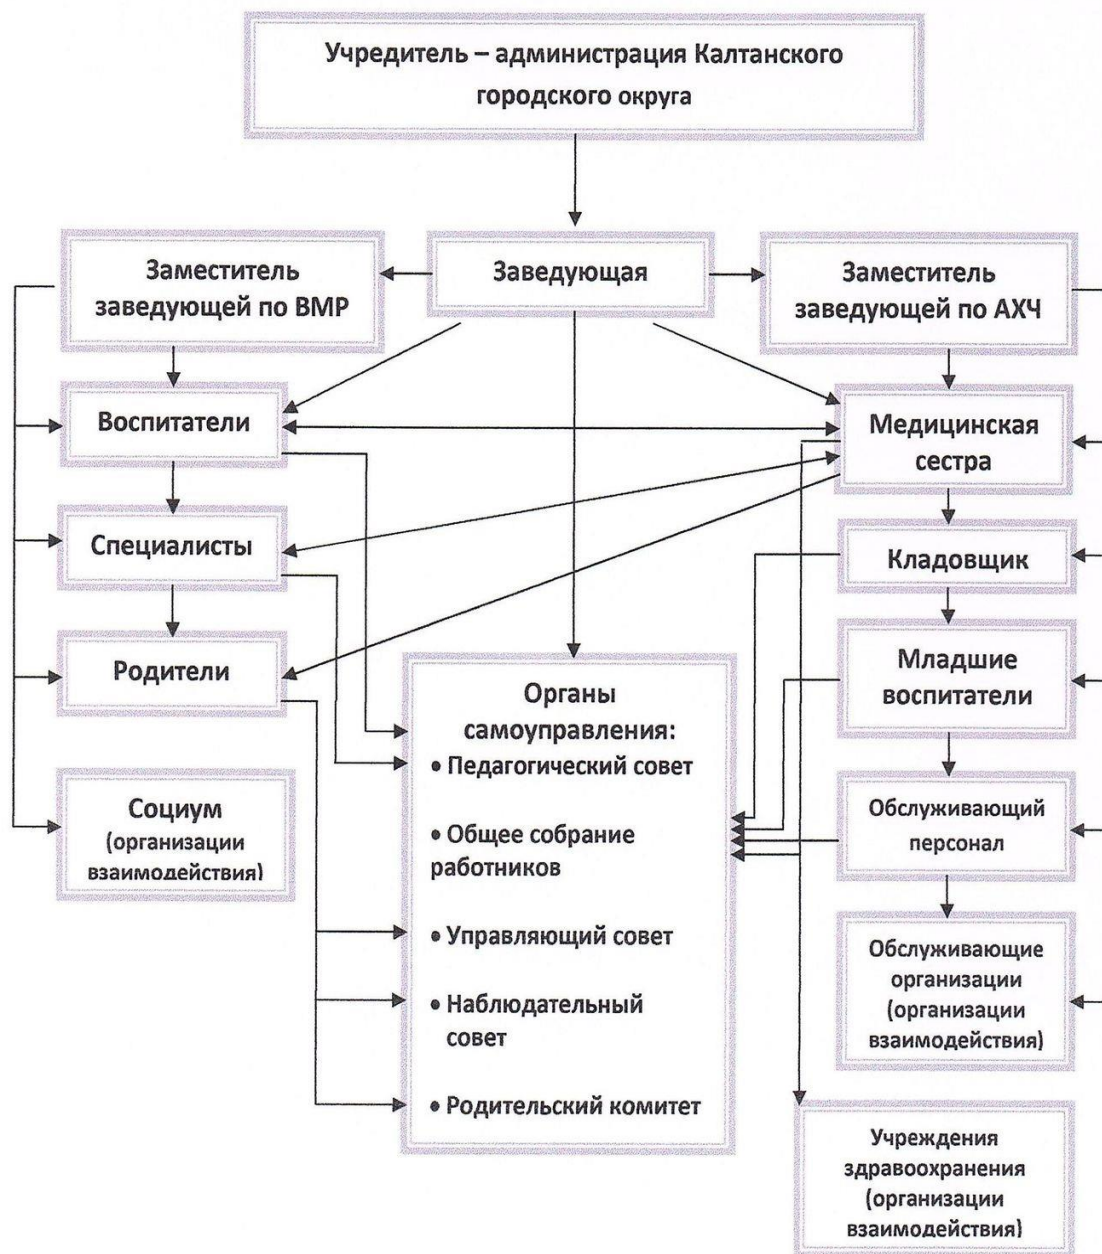 Учредитель – администрация Калтанского
городского округа
Заместитель
заведующей по ВМР
Заведующая
Заместитель
заведующей по АХЧ
Воспитатели
Медицинская
сестра
Специалисты
Кладовщик
Родители
Младшие
воспитатели
Органы
самоуправления:
• Педагогический совет
• Общее собрание
работников
• Управляющий совет
• Наблюдательный
совет
• Родительский комитет
Социум
(организации
взаимодействия)
Обслуживающий
персонал
Обслуживающие
организации
(организации
взаимодействия)
Учреждения
здравоохранения
(организации
взаимодействия)